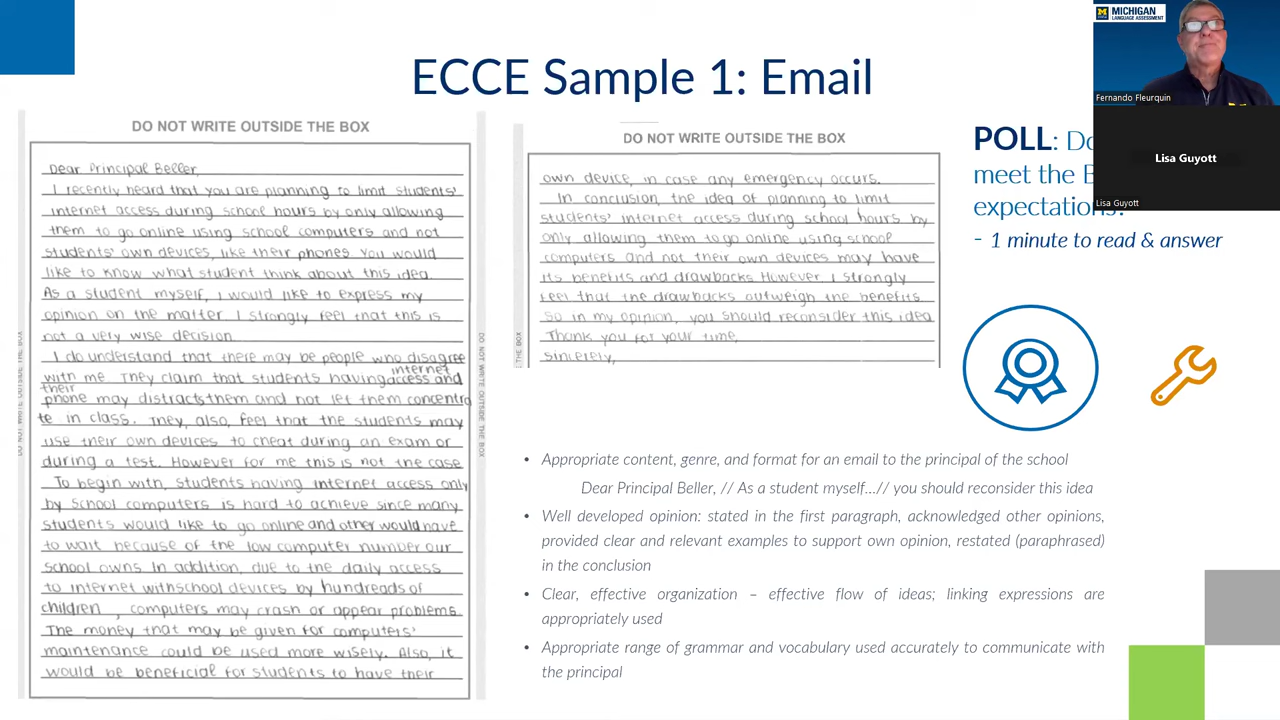 MICHIGAN
LANGUAGE ASSESSMENT
Fernando Fleurquin
Lisa Guyott
Lisa Guyott
ECCE Sample 1: Email
DO NOT WRITE OUTSIDE THE BOX
Dear Principal Beller,
I recently heard that you are planning to limit students'
internet access during school hours by only allowing
them to go online using school computers and not
students' own devices, like their phones. You would
like to know what student think about this idea.
As a student myself, I would like to express my
opinion on the matter. I strongly feel that this is
not a very wise decision.
I do understand that there may be people who disagree
with me. They claim that students having internet access and
their phone may distracts them and not let them concentra
te in class. They, also, feel that the students may
use their own devices to cheat during an exam or
during a test. However for me this is not the case
To begin with, students having internet access only
by school computers is hard to achieve since many
students would like to go online and other would have
to wait because of the low computer number our
school owns. In addition, due to the daily access
to internet with school devices by hundreads of
children, computers may crash or appear problems.
The money that may be given for computers'
maintenance could be used more wisely. Also, it
would be beneficial for students to have their
DO NOT WRITE OUTSIDE THE BOX
DO NOT WRITE OUTSIDE THE BOX
DO NOT WRITE OUTSIDE THE BOX
THE BOX
own device, in case any emergency occurs.
In conclusion, the idea of planning to limit
students' internet access during school hours by
only allowing them to go online using school
computers and not their own devices may have
its benefits and drawbacks. However I strongly
feel that the drawbacks outweigh the benefits.
So in my opinion, you should reconsider this idea
Thank you for your time,
Sincerely,
POLL: Do
meet the
expectations?
- 1 minute to read & answer
• Appropriate content, genre, and format for an email to the principal of the school
Dear Principal Beller, // As a student myself...// you should reconsider this idea
• Well developed opinion: stated in the first paragraph, acknowledged other opinions,
provided clear and relevant examples to support own opinion, restated (paraphrased)
in the conclusion
• Clear, effective organization – effective flow of ideas; linking expressions are
appropriately used
• Appropriate range of grammar and vocabulary used accurately to communicate with
the principal